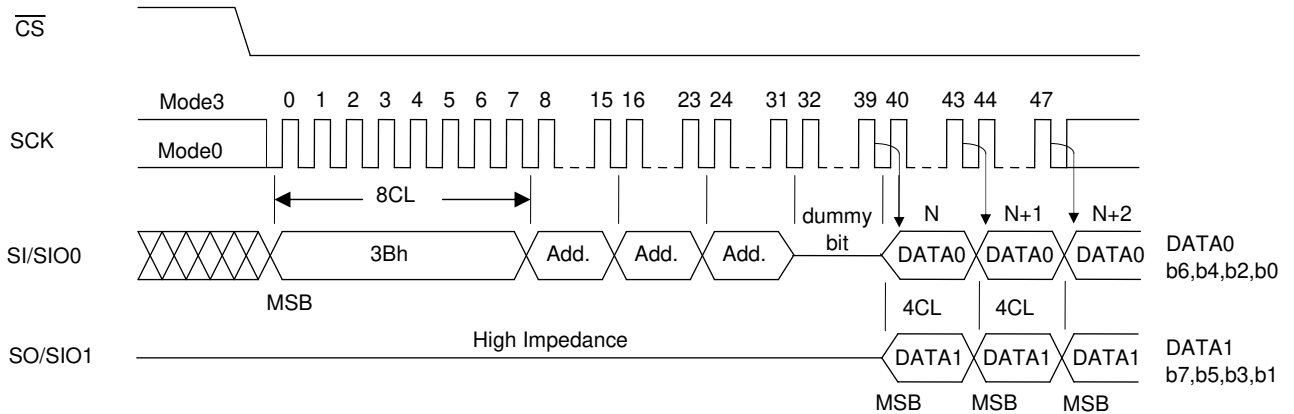 CS
Mode3 0 1 2 3 4 5 6 7 8 15 16 23 24 31 32 39 40 43 44 47
SCK
Mode0
8CL
dummy
bit
N N+1 N+2
SI/SIO0 3Bh Add. Add. Add. DATA0 DATA0 DATA0
DATA0
b6,b4,b2,b0
MSB
4CL 4CL
High Impedance
SO/SIO1 DATA1 DATA1 DATA1
DATA1
b7,b5,b3,b1
MSB MSB MSB